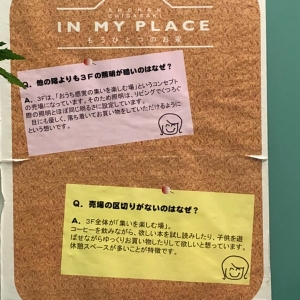 IN MY PLACE
もうひとつのお家
Q. 他の階よりも3Fの照明が暗いのはなぜ?
A. 3Fは、「おうち感覚の集いを楽しむ場」というコンセプト
の売場になっています。そのため照明は、リビングでくつろぐ
時とほぼ同じ明るさに設定しています。
目にも優しく、落ち着いてお買い物をしていただけるように
という想いです。
Q. 売場の区切りがないのはなぜ?
A. 3F全体が「集いを楽しむ場」。
コーヒーを飲みながら、欲しい本を試し読みしたり、子供を遊
ばせながらゆっくりお買い物したりして欲しいと想っています。
休憩スペースが多いことが特徴です。